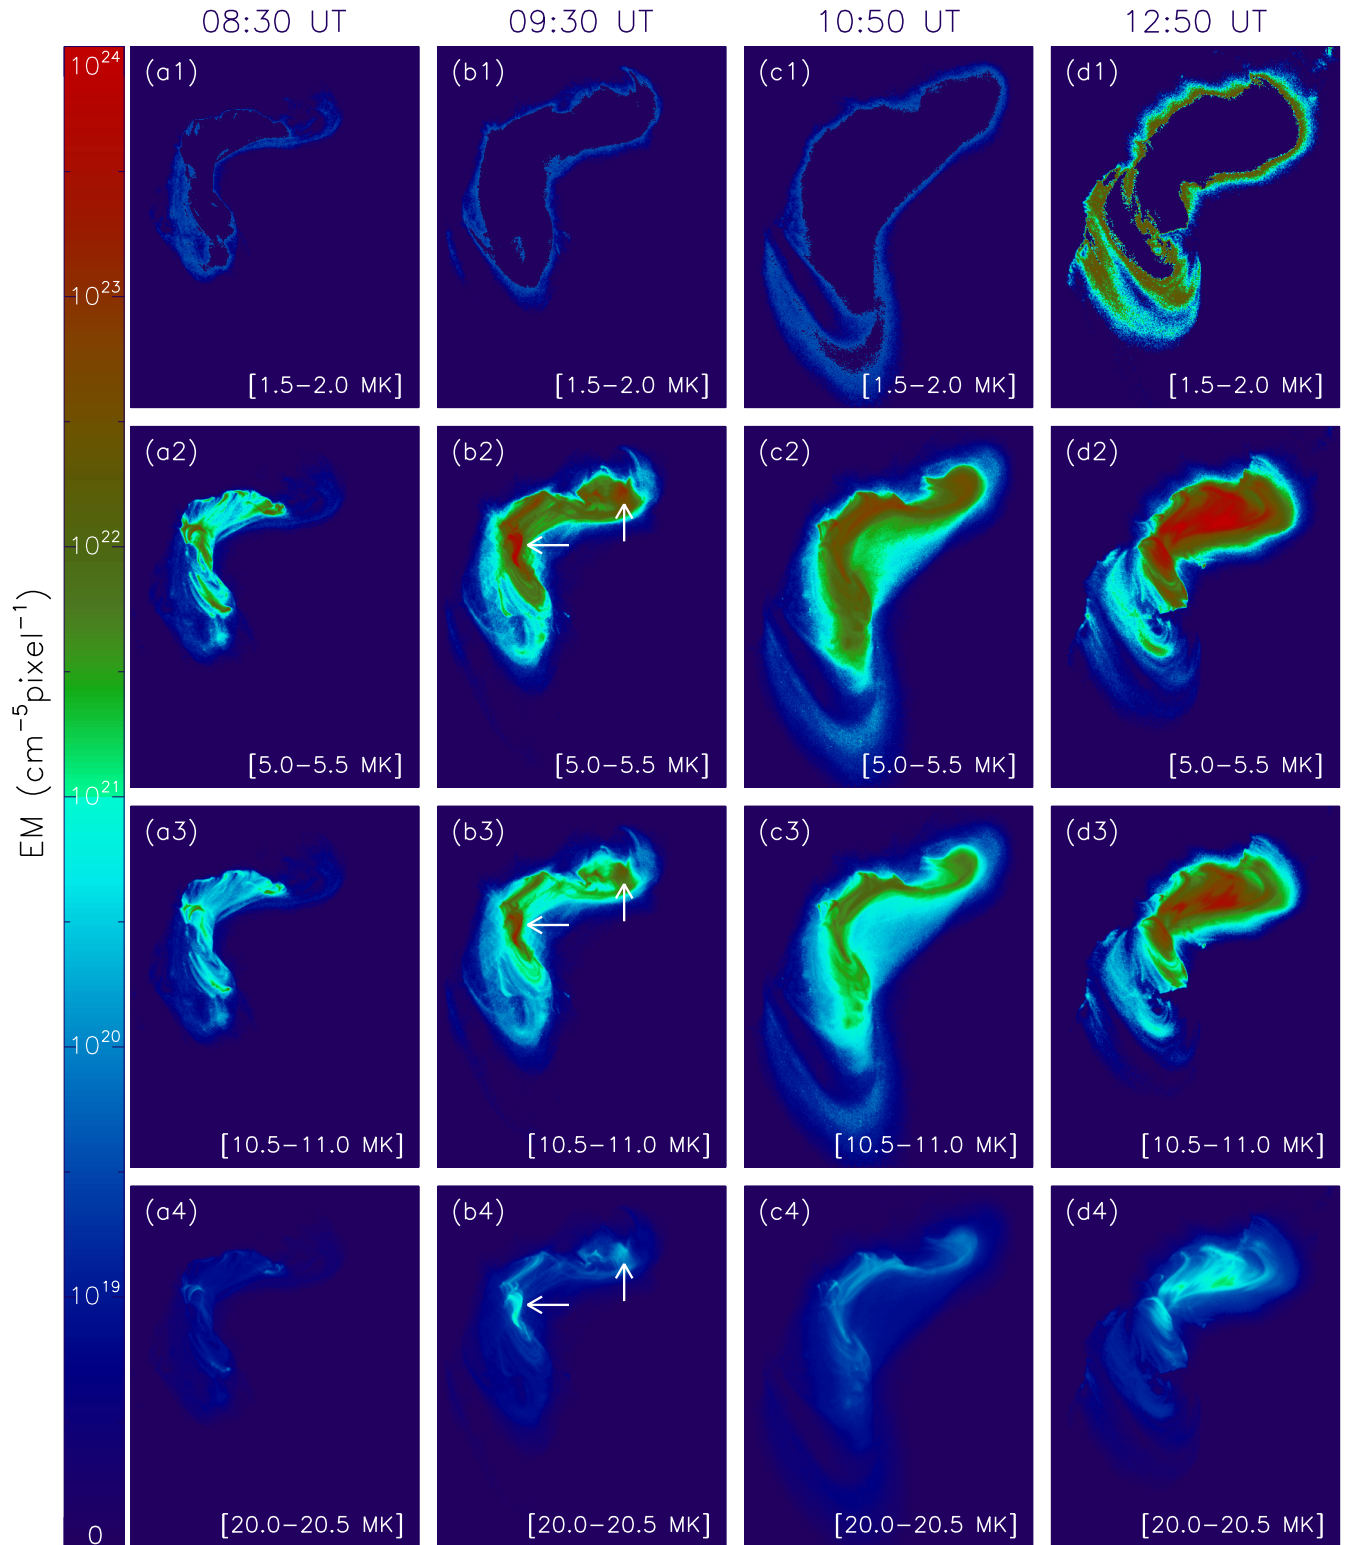 08:30 UT
09:30 UT
10:50 UT
12:50 UT
10^24
10^23
10^22
10^21
10^20
10^19
0
EM (cm^-5pixel^-1)
(a1)
[1.5-2.0 MK]
(b1)
[1.5-2.0 MK]
(c1)
[1.5-2.0 MK]
(d1)
[1.5-2.0 MK]
(a2)
[5.0-5.5 MK]
(b2)
[5.0-5.5 MK]
(c2)
[5.0-5.5 MK]
(d2)
[5.0-5.5 MK]
(a3)
[10.5-11.0 MK]
(b3)
[10.5-11.0 MK]
(c3)
[10.5-11.0 MK]
(d3)
[10.5-11.0 MK]
(a4)
[20.0-20.5 MK]
(b4)
[20.0-20.5 MK]
(c4)
[20.0-20.5 MK]
(d4)
[20.0-20.5 MK]